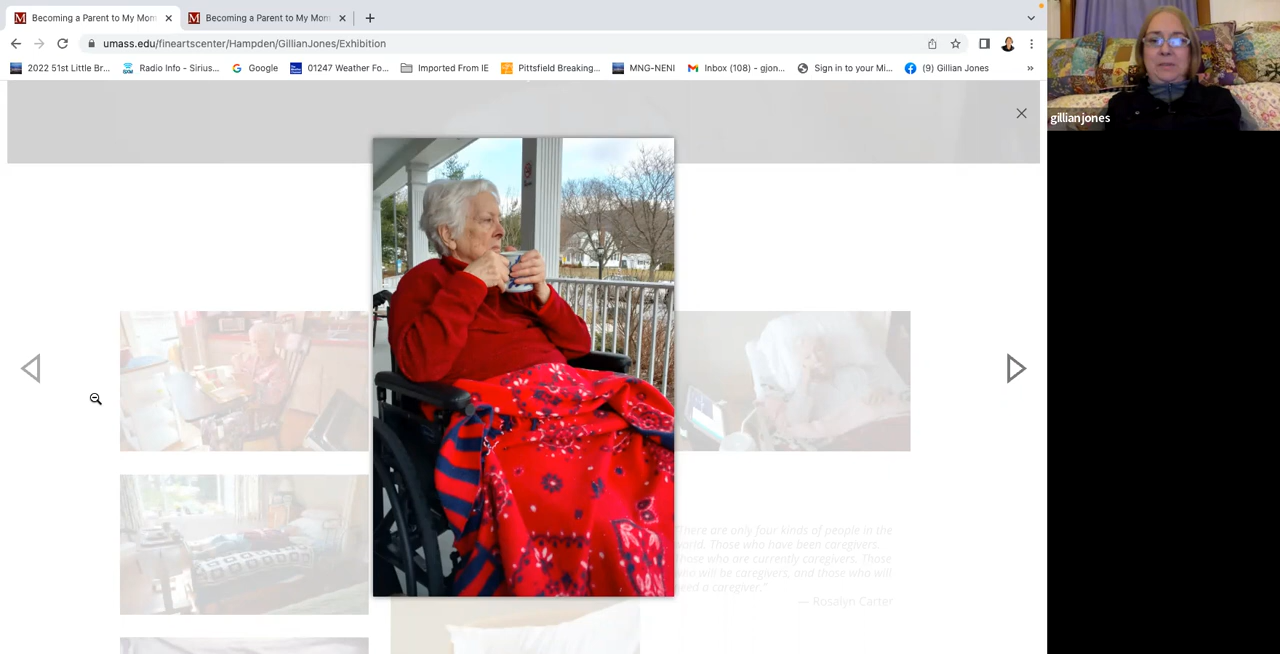 Becoming a Parent to My Mom
Becoming a Parent to My Mom
umass.edu/fineartscenter/Hampden/GillianJones/Exhibition
2022 51st Little Br...
Radio Info - Sirius...
Google
01247 Weather Fo...
Imported From IE
Pittsfield Breaking...
MNG-NENI
Inbox (108) - gjon...
Sign in to your Mi...
(9) Gillian Jones
»
gillian jones
There are only four kinds of people in the
world. Those who have been caregivers.
Those who are currently caregivers. Those
who will be caregivers, and those who will
need a caregiver."
— Rosalyn Carter